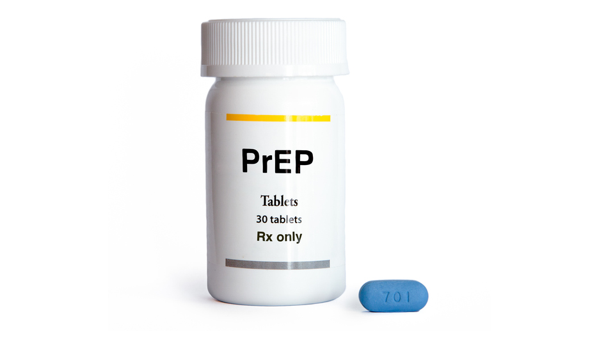 PrEP
Tablets
30 tablets
Rx only
701